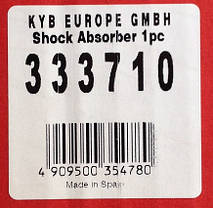 KYB EUROPE GMBH
Shock Absorber 1pc
333710
4 909500 354780
Made in Spain